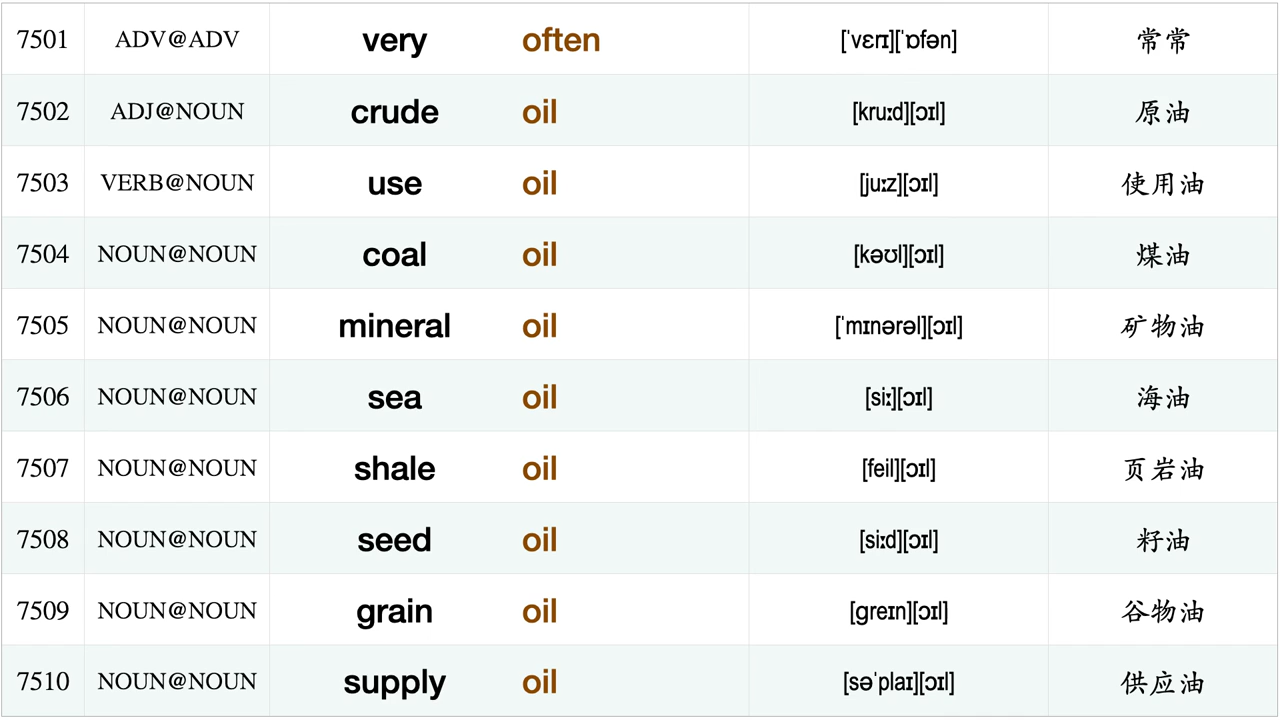 7501 ADV@ADV very often [ˈvɛrɪ][ˈɒfən] 常常
7502 ADJ@NOUN crude oil [kruːd][ɔɪl] 原油
7503 VERB@NOUN use oil [juːz][ɔɪl] 使用油
7504 NOUN@NOUN coal oil [kəʊl][ɔɪl] 煤油
7505 NOUN@NOUN mineral oil [ˈmɪnərəl][ɔɪl] 矿物油
7506 NOUN@NOUN sea oil [siː][ɔɪl] 海油
7507 NOUN@NOUN shale oil [feil][ɔɪl] 页岩油
7508 NOUN@NOUN seed oil [siːd][ɔɪl] 籽油
7509 NOUN@NOUN grain oil [greɪn][ɔɪl] 谷物油
7510 NOUN@NOUN supply oil [səˈplaɪ][ɔɪl] 供应油